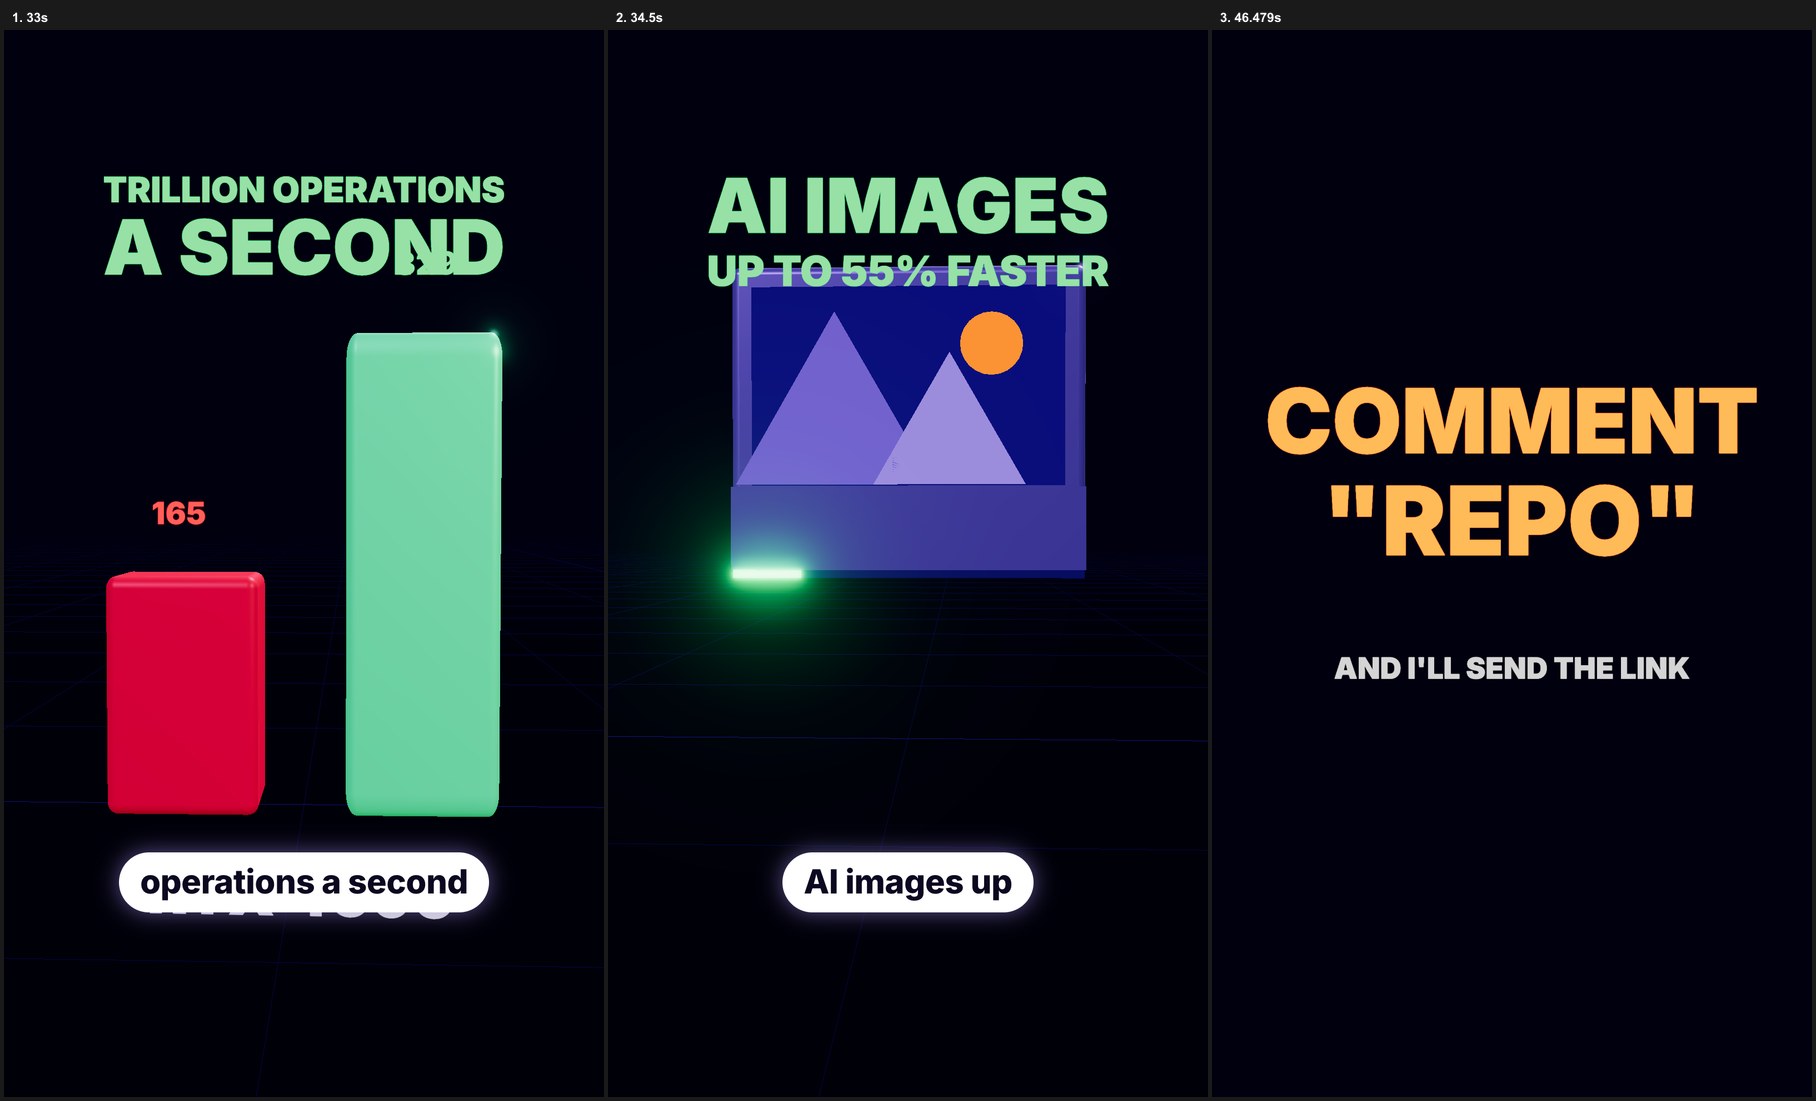 1. 33s
TRILLION OPERATIONS
A SECOND
165
operations a second
2. 34.5s
AI IMAGES
UP TO 55% FASTER
AI images up
3. 46.479s
COMMENT
"REPO"
AND I'LL SEND THE LINK